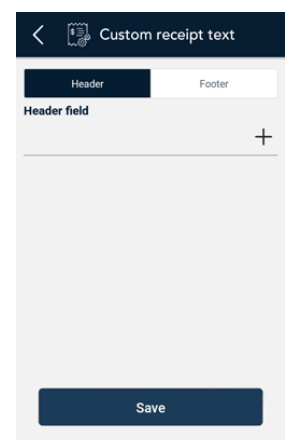 Custom receipt text
Header Footer
Header field
+
Save